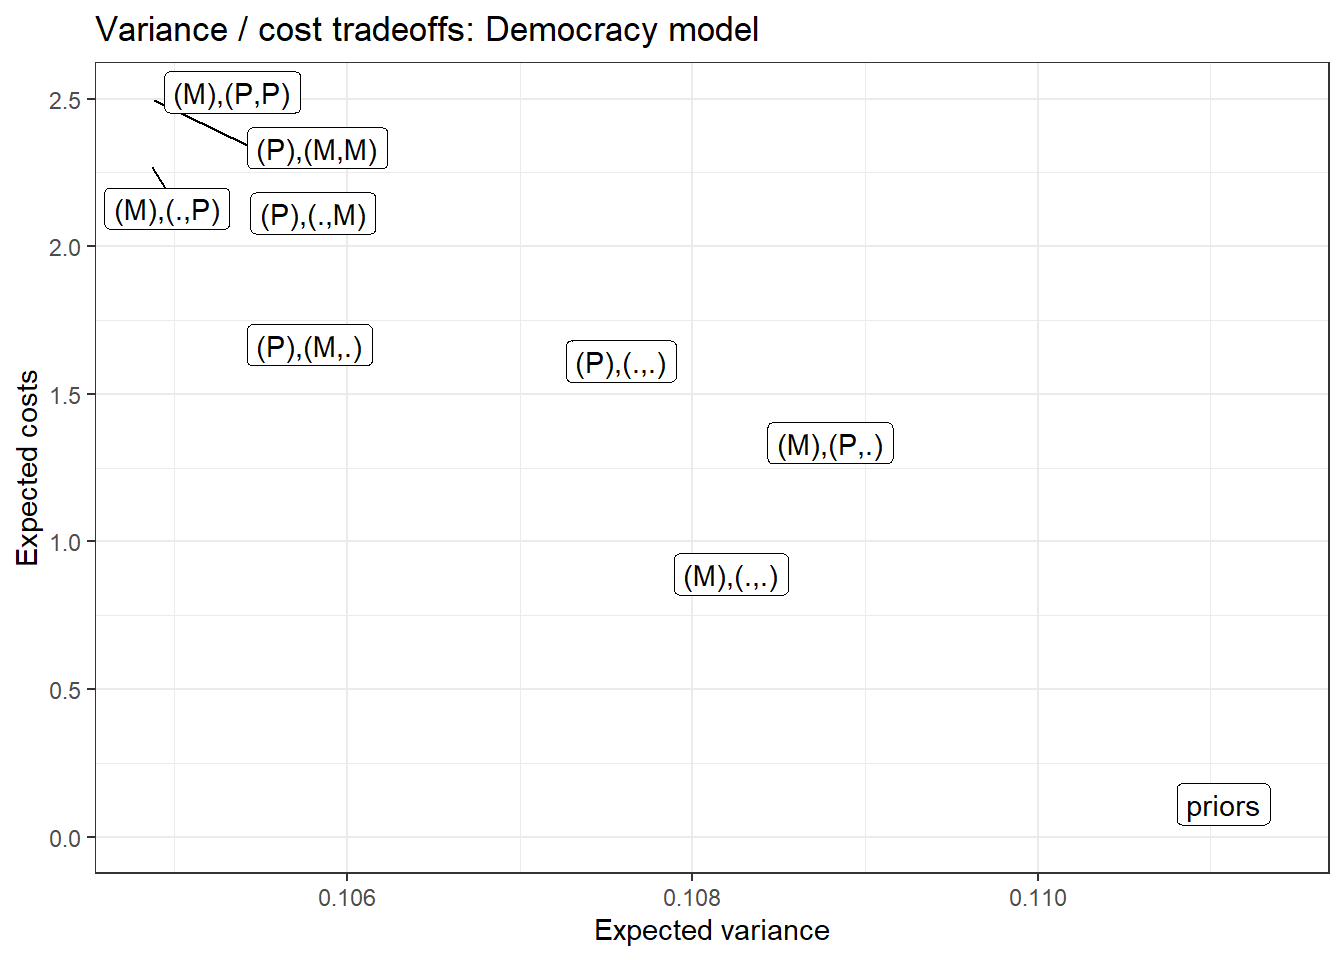 Variance / cost tradeoffs: Democracy model
2.5
2.0
1.5
1.0
0.5
0.0
Expected costs
(M),(P,P)
(P),(M,M)
(M),(.,P)
(P),(.,M)
(P),(M,.)
(P),(.,.)
(M),(P,.)
(M),(.,.)
priors
0.106
0.108
0.110
Expected variance